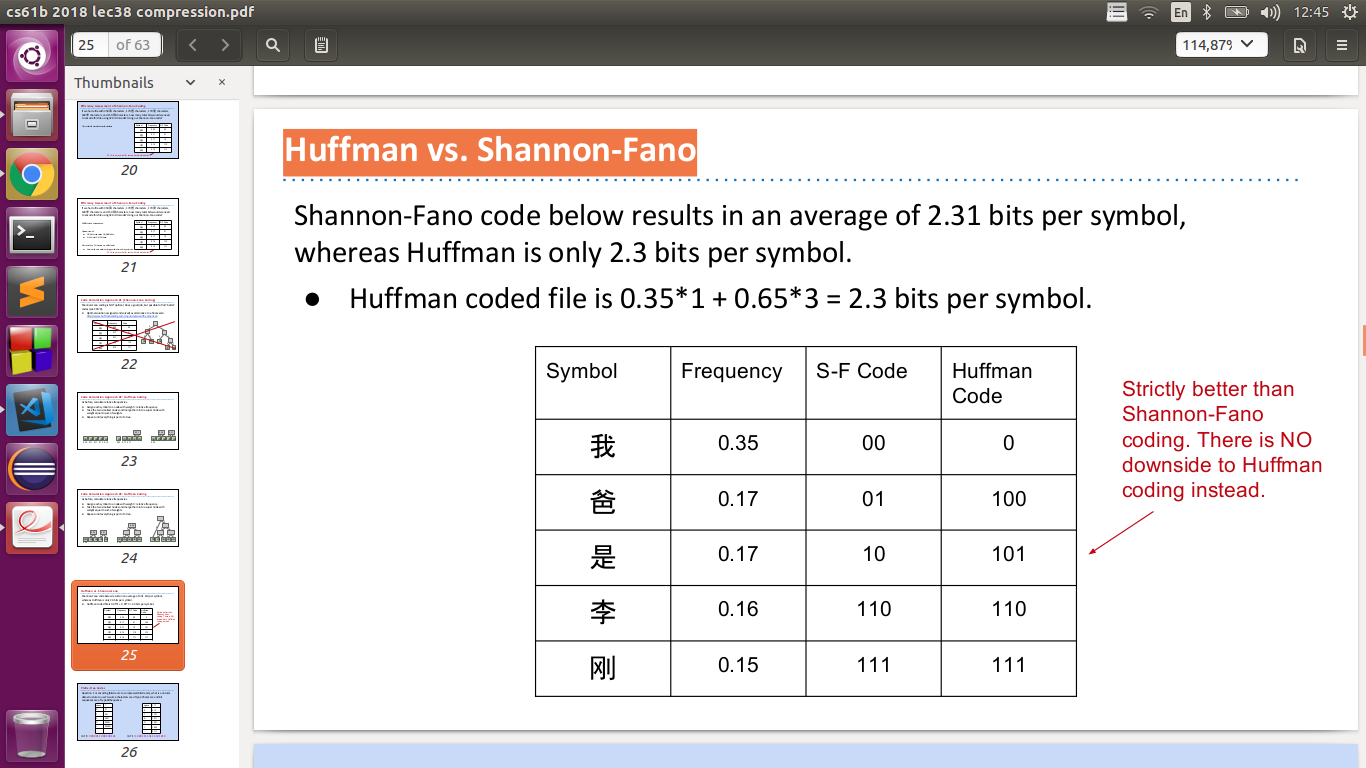 cs61b 2018 lec38 compression.pdf
En
12:45
25 of 63
114,87%
Thumbnails
20
21
22
23
24
25
26
Huffman vs. Shannon-Fano
Shannon-Fano code below results in an average of 2.31 bits per symbol,
whereas Huffman is only 2.3 bits per symbol.
● Huffman coded file is 0.35*1 + 0.65*3 = 2.3 bits per symbol.
Symbol Frequency S-F Code Huffman
Code
我 0.35 00 0
爸 0.17 01 100
是 0.17 10 101
李 0.16 110 110
刚 0.15 111 111
Strictly better than
Shannon-Fano
coding. There is NO
downside to Huffman
coding instead.